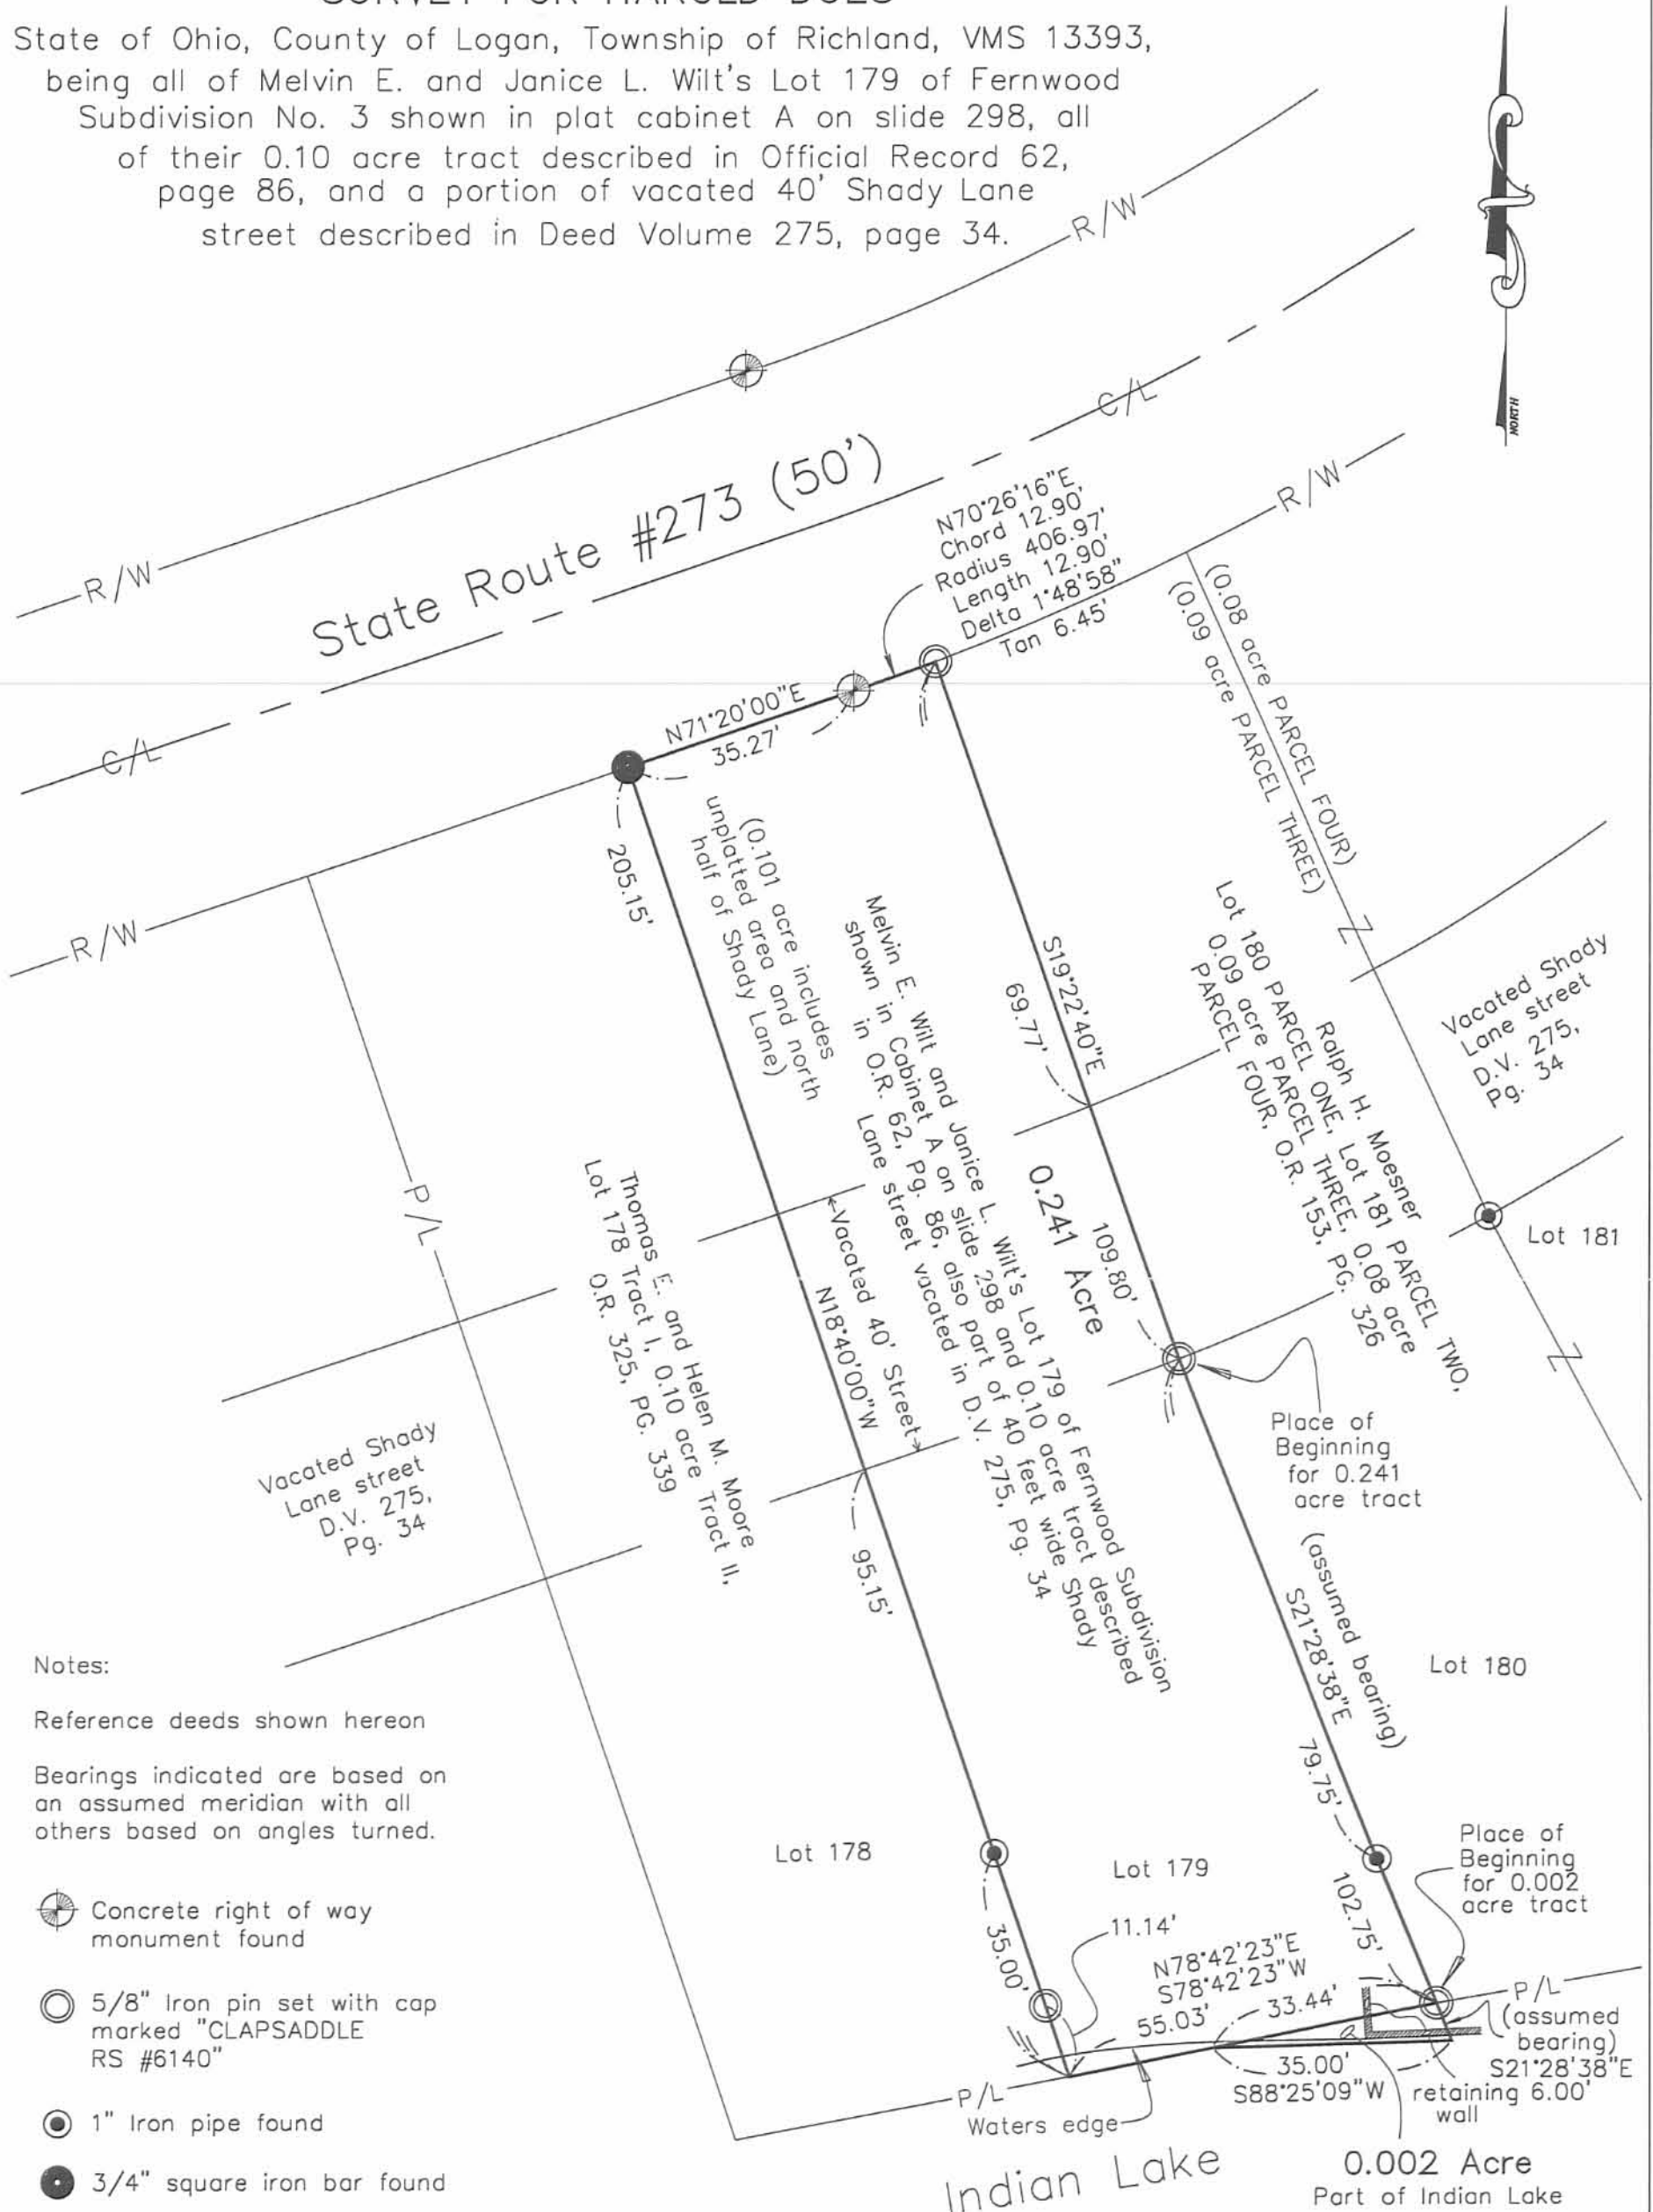 State of Ohio, County of Logan, Township of Richland, VMS 13393,
being all of Melvin E. and Janice L. Wilt's Lot 179 of Fernwood
Subdivision No. 3 shown in plat cabinet A on slide 298, all
of their 0.10 acre tract described in Official Record 62,
page 86, and a portion of vacated 40' Shady Lane
street described in Deed Volume 275, page 34.
R/W
NORTH
C/L
State Route #273 (50')
R/W
R/W
N70°26'16"E,
Chord 12.90'
Radius 406.97'
Length 12.90'
Delta 1°48'58"
Tan 6.45'
(0.08 acre PARCEL FOUR)
(0.09 acre PARCEL THREE)
C/L
N71°20'00"E
35.27'
R/W
205.15'
(0.101 acre includes
unplatted area and north
half of Shady Lane)
S19°22'40"E
69.77'
Melvin E. Wilt and Janice L. Wilt's Lot 179 of Fernwood Subdivision
shown in Cabinet A on slide 298 and 0.10 acre tract described
in O.R. 62, Pg. 86, also part of 40 feet wide Shady
Lane street vacated in D.V. 275, Pg. 34
Ralph H. Moesner
Lot 180 PARCEL ONE, Lot 181 PARCEL TWO,
0.09 acre PARCEL THREE, 0.08 acre
PARCEL FOUR, O.R. 153, PG. 326
Vacated Shady
Lane street
D.V. 275,
Pg. 34
Lot 181
P/L
Thomas E. and Helen M. Moore
Lot 178 Tract I, 0.10 acre Tract II,
O.R. 325, PG. 339
Vacated 40' Street
N18°40'00"W
0.241 Acre
109.80'
Place of
Beginning
for 0.241
acre tract
Vacated Shady
Lane street
D.V. 275,
Pg. 34
95.15'
(assumed bearing)
S21°28'38"E
79.75'
Lot 180
Notes:
Reference deeds shown hereon
Bearings indicated are based on
an assumed meridian with all
others based on angles turned.
Lot 178
Lot 179
Place of
Beginning
for 0.002
acre tract
102.75'
Concrete right of way
monument found
35.00'
11.14'
N78°42'23"E
S78°42'23"W
55.03'
33.44'
P/L
(assumed
bearing)
S21°28'38"E
6.00'
5/8" Iron pin set with cap
marked "CLAPSADDLE
RS #6140"
35.00'
S88°25'09"W
retaining
wall
P/L
Waters edge
1" Iron pipe found
Indian Lake
0.002 Acre
Part of Indian Lake
3/4" square iron bar found